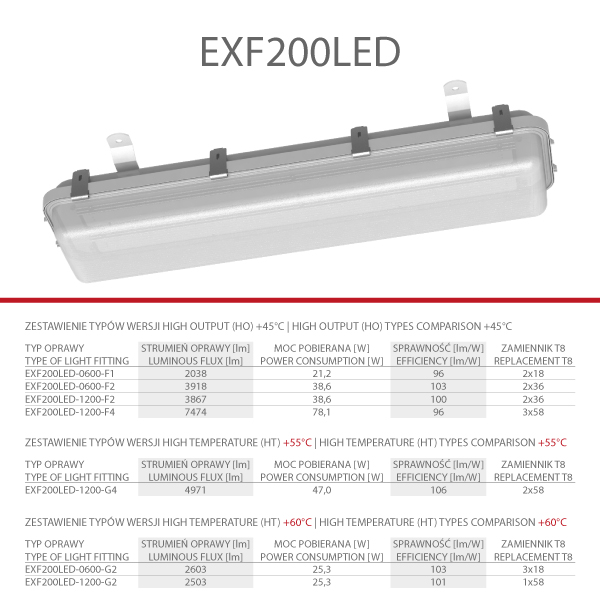 EXF200LED
ZESTAWIENIE TYPÓW WERSJI HIGH OUTPUT (HO) +45°C | HIGH OUTPUT (HO) TYPES COMPARISON +45°C
TYP OPRAWY STRUMIEŃ OPRAWY [lm] MOC POBIERANA [W] SPRAWNOŚĆ [lm/W] ZAMIENNIK T8
TYPE OF LIGHT FITTING LUMINOUS FLUX [lm] POWER CONSUMPTION [W] EFFICIENCY [lm/W] REPLACEMENT T8
EXF200LED-0600-F1 2038 21,2 96 2x18
EXF200LED-0600-F2 3918 38,6 103 2x36
EXF200LED-1200-F2 3867 38,6 100 2x36
EXF200LED-1200-F4 7474 78,1 96 3x58
ZESTAWIENIE TYPÓW WERSJI HIGH TEMPERATURE (HT) +55°C | HIGH TEMPERATURE (HT) TYPES COMPARISON +55°C
TYP OPRAWY STRUMIEŃ OPRAWY [lm] MOC POBIERANA [W] SPRAWNOŚĆ [lm/W] ZAMIENNIK T8
TYPE OF LIGHT FITTING LUMINOUS FLUX [lm] POWER CONSUMPTION [W] EFFICIENCY [lm/W] REPLACEMENT T8
EXF200LED-1200-G4 4971 47,0 106 2x58
ZESTAWIENIE TYPÓW WERSJI HIGH TEMPERATURE (HT) +60°C | HIGH TEMPERATURE (HT) TYPES COMPARISON +60°C
TYP OPRAWY STRUMIEŃ OPRAWY [lm] MOC POBIERANA [W] SPRAWNOŚĆ [lm/W] ZAMIENNIK T8
TYPE OF LIGHT FITTING LUMINOUS FLUX [lm] POWER CONSUMPTION [W] EFFICIENCY [lm/W] REPLACEMENT T8
EXF200LED-0600-G2 2603 25,3 103 3x18
EXF200LED-1200-G2 2503 25,3 101 1x58